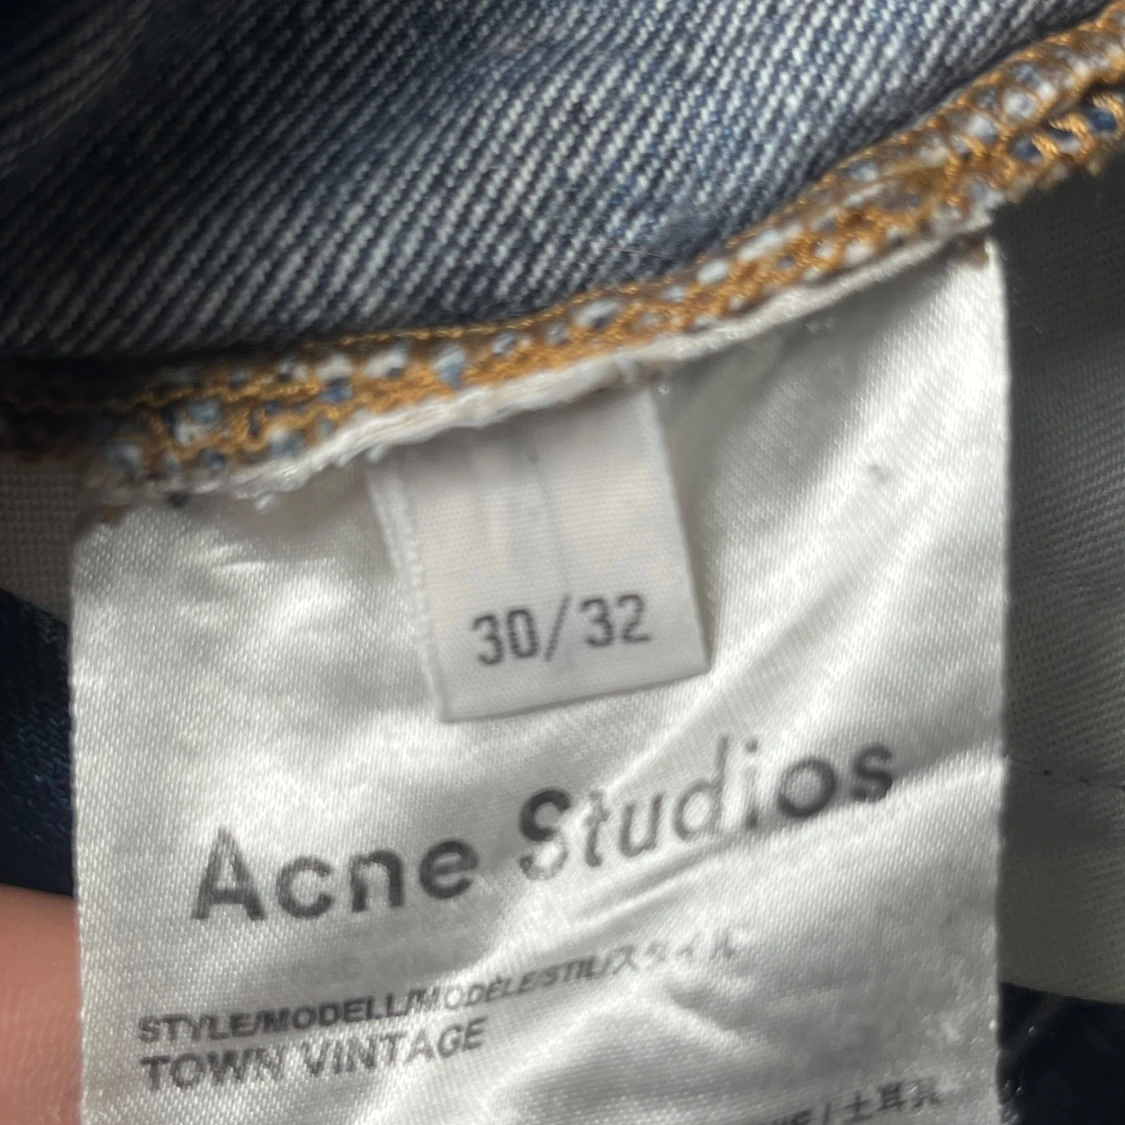 30/32
Acne Studios
STYLE/MODELL/MODÈLE/STIL/スタイル
TOWN VINTAGE